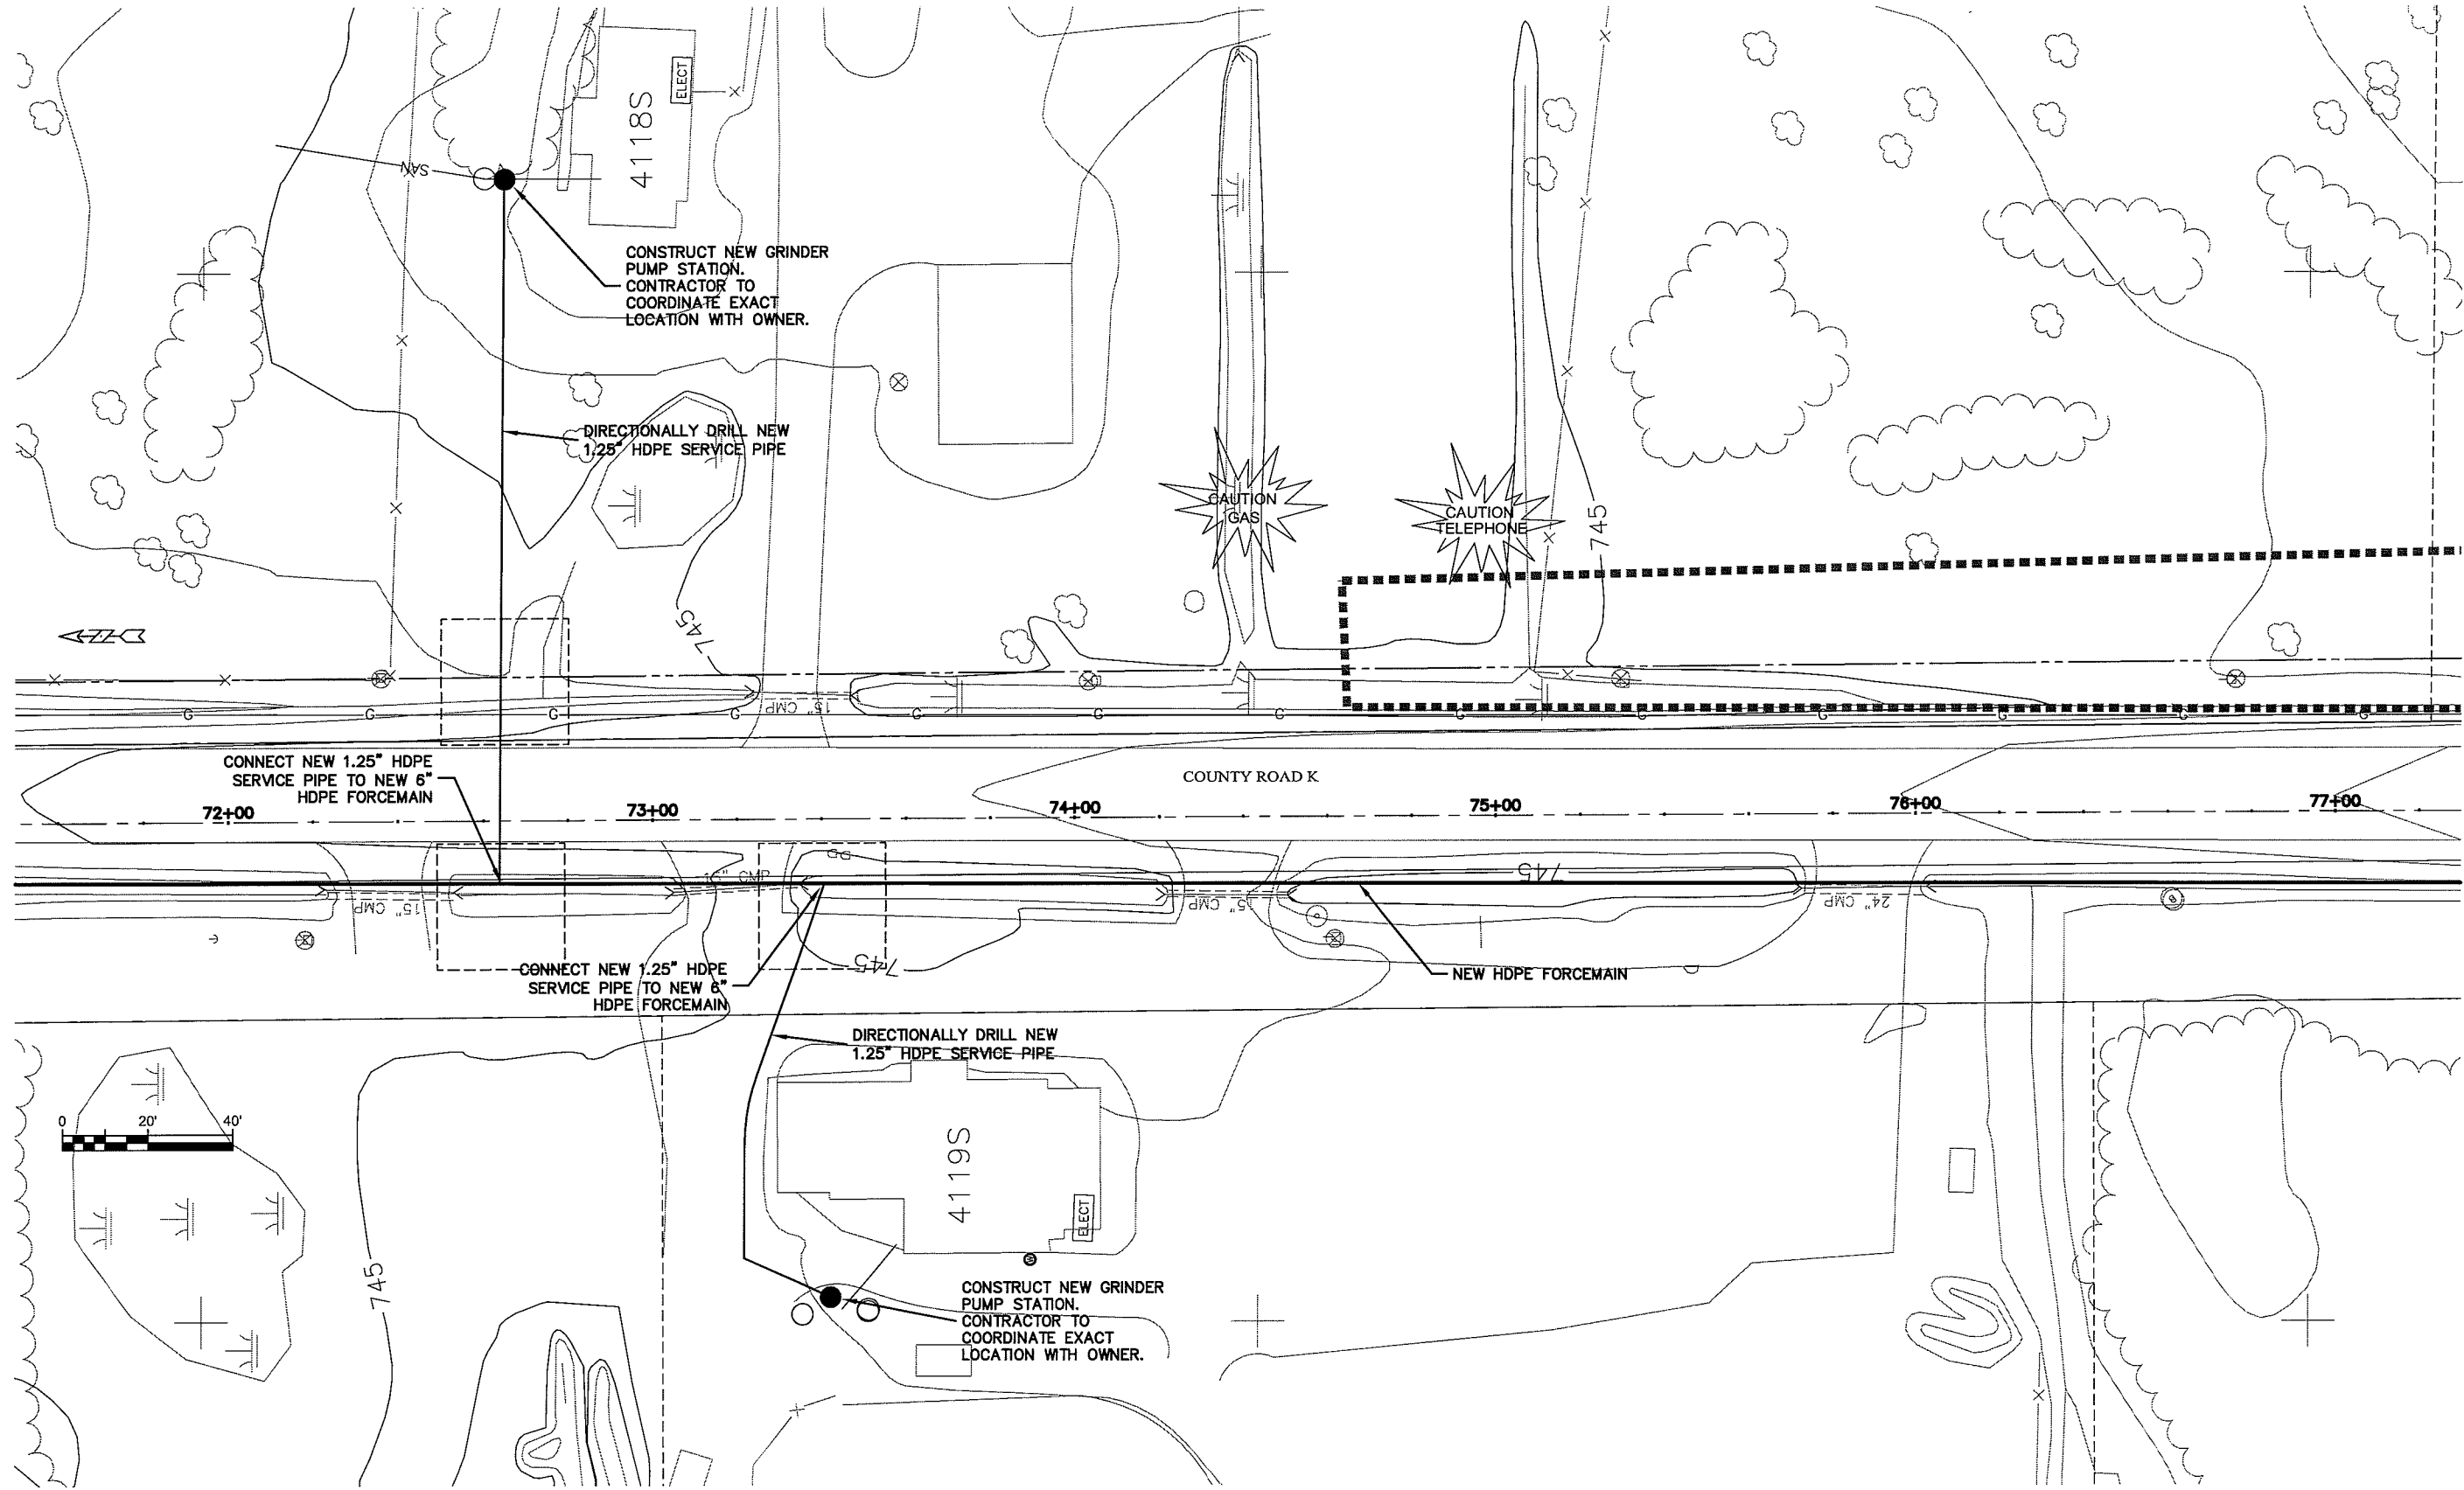 ELECT
4118S
SAN
CONSTRUCT NEW GRINDER
PUMP STATION.
CONTRACTOR TO
COORDINATE EXACT
LOCATION WITH OWNER.
DIRECTIONALLY DRILL NEW
1.25" HDPE SERVICE PIPE
CAUTION
GAS
CAUTION
TELEPHONE
745
745
N
15" CMP
G G G G G G G G G G G G G
CONNECT NEW 1.25" HDPE
SERVICE PIPE TO NEW 6"
HDPE FORCEMAIN
COUNTY ROAD K
72+00 73+00 74+00 75+00 76+00 77+00
745
15" CMP
15" CMP
15" CMP
24" CMP
745
CONNECT NEW 1.25" HDPE
SERVICE PIPE TO NEW 6"
HDPE FORCEMAIN
NEW HDPE FORCEMAIN
DIRECTIONALLY DRILL NEW
1.25" HDPE SERVICE PIPE
0 20' 40'
4119S
ELECT
W
745
CONSTRUCT NEW GRINDER
PUMP STATION.
CONTRACTOR TO
COORDINATE EXACT
LOCATION WITH OWNER.